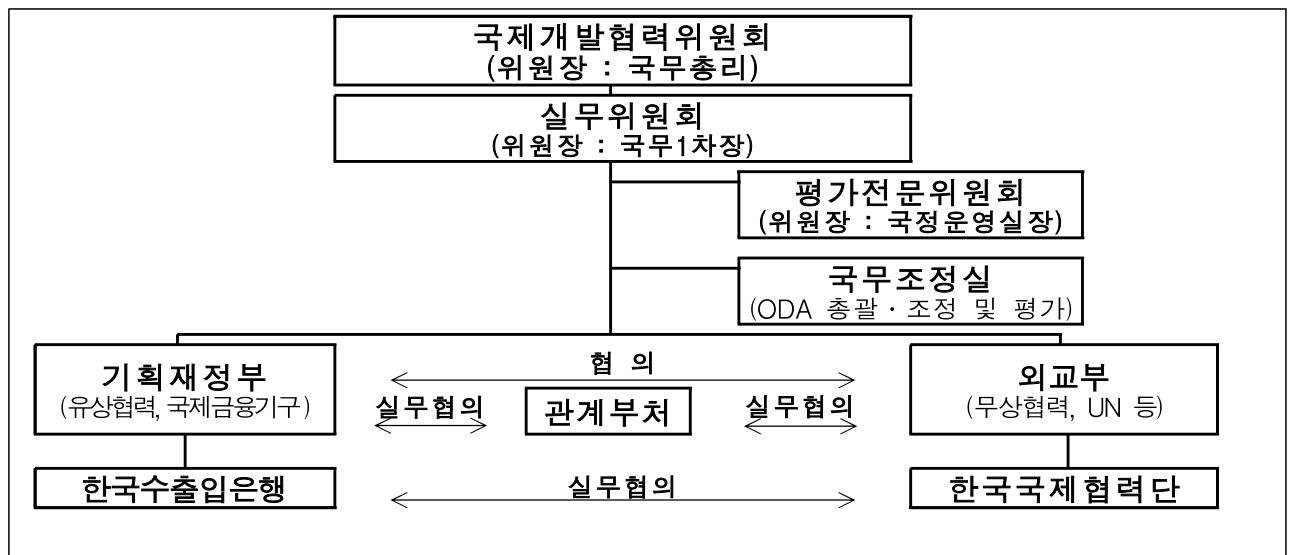 국제개발협력위원회
(위원장 : 국무총리)
실무위원회
(위원장 : 국무1차장)
평가전문위원회
(위원장 : 국정운영실장)
국무조정실
(ODA 총괄·조정 및 평가)
기획재정부
(유상협력, 국제금융기구)
협 의
외교부
(무상협력, UN 등)
실무협의
관계부처
실무협의
한국수출입은행
실무협의
한국국제협력단